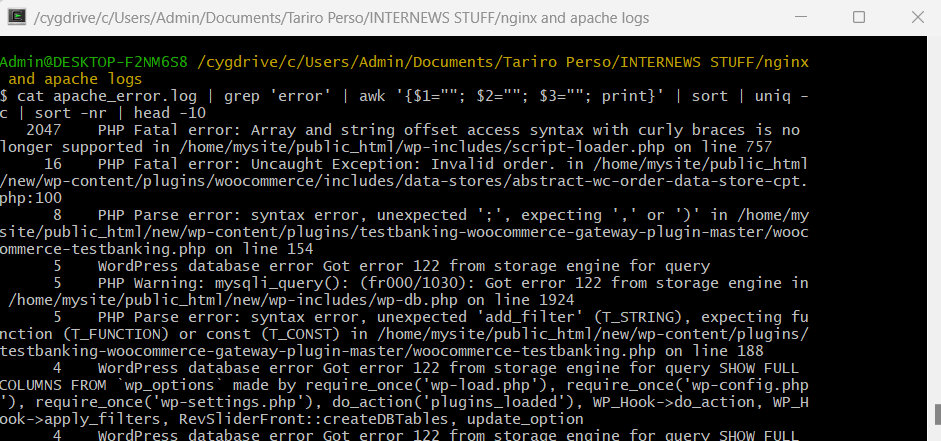 /cygdrive/c/Users/Admin/Documents/Tariro Perso/INTERNEWS STUFF/nginx and apache logs
Admin@DESKTOP-F2NM6S8 /cygdrive/c/Users/Admin/Documents/Tariro Perso/INTERNEWS STUFF/nginx
 and apache logs
$ cat apache_error.log | grep 'error' | awk '{$1=""; $2=""; $3=""; print}' | sort | uniq -
c | sort -nr | head -10
   2047    PHP Fatal error: Array and string offset access syntax with curly braces is no
longer supported in /home/mysite/public_html/wp-includes/script-loader.php on line 757
     16    PHP Fatal error: Uncaught Exception: Invalid order. in /home/mysite/public_html
/new/wp-content/plugins/woocommerce/includes/data-stores/abstract-wc-order-data-store-cpt.
php:100
      8    PHP Parse error: syntax error, unexpected ';', expecting ',' or ')' in /home/my
site/public_html/new/wp-content/plugins/testbanking-woocommerce-gateway-plugin-master/wooc
ommerce-testbanking.php on line 154
      5    WordPress database error Got error 122 from storage engine for query
      5    PHP Warning: mysqli_query(): (fr000/1030): Got error 122 from storage engine in
 /home/mysite/public_html/new/wp-includes/wp-db.php on line 1924
      5    PHP Parse error: syntax error, unexpected 'add_filter' (T_STRING), expecting fu
nction (T_FUNCTION) or const (T_CONST) in /home/mysite/public_html/new/wp-content/plugins/
testbanking-woocommerce-gateway-plugin-master/woocommerce-testbanking.php on line 188
      4    WordPress database error Got error 122 from storage engine for query SHOW FULL
COLUMNS FROM `wp_options` made by require_once('wp-load.php'), require_once('wp-config.php
'), require_once('wp-settings.php'), do_action('plugins_loaded'), WP_Hook->do_action, WP_H
ook->apply_filters, RevSliderFront::createDBTables, update_option
      4    WordPress database error Got error 122 from storage engine for query SHOW FULL